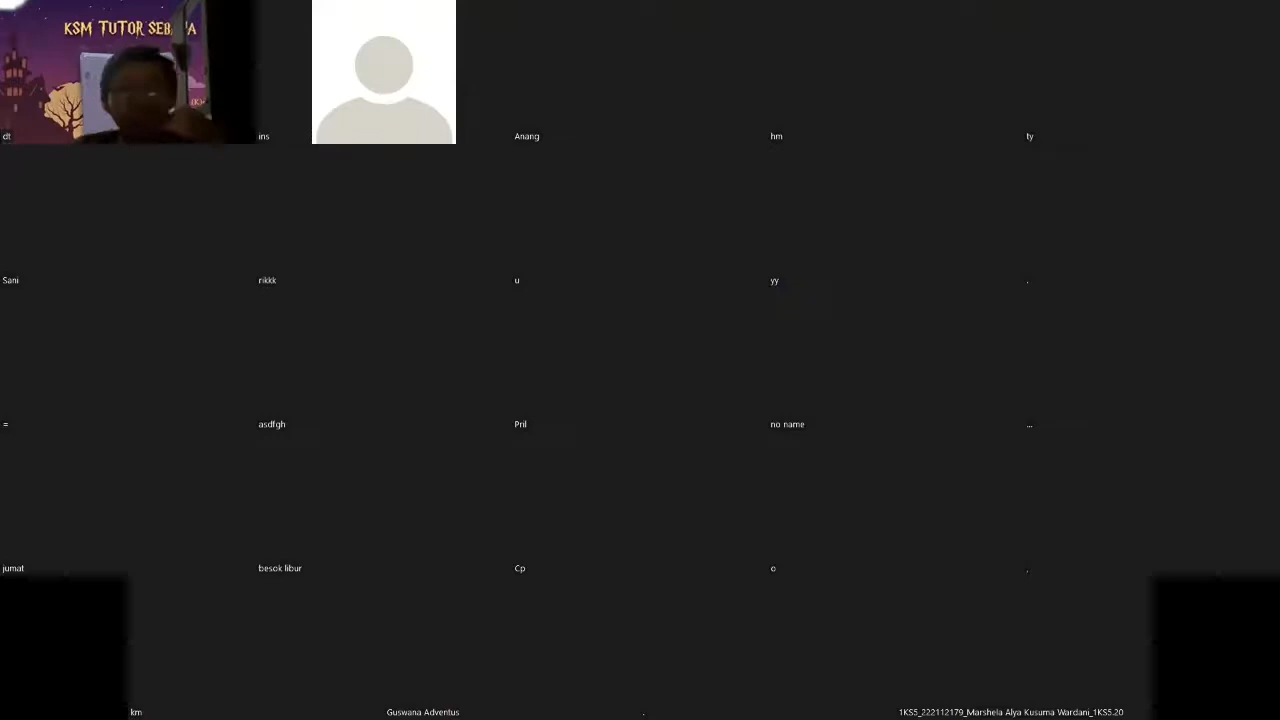 KSM TUTOR SEB
dt
ins
Anang
hm
ty
Sani
rikkk
u
yy
.
=
asdfgh
Pril
no name
...
jumat
besok libur
Cp
o
,
km
Guswana Adventus
.
1KS5_222112179_Marshela Alya Kusuma Wardani_1KS5.20